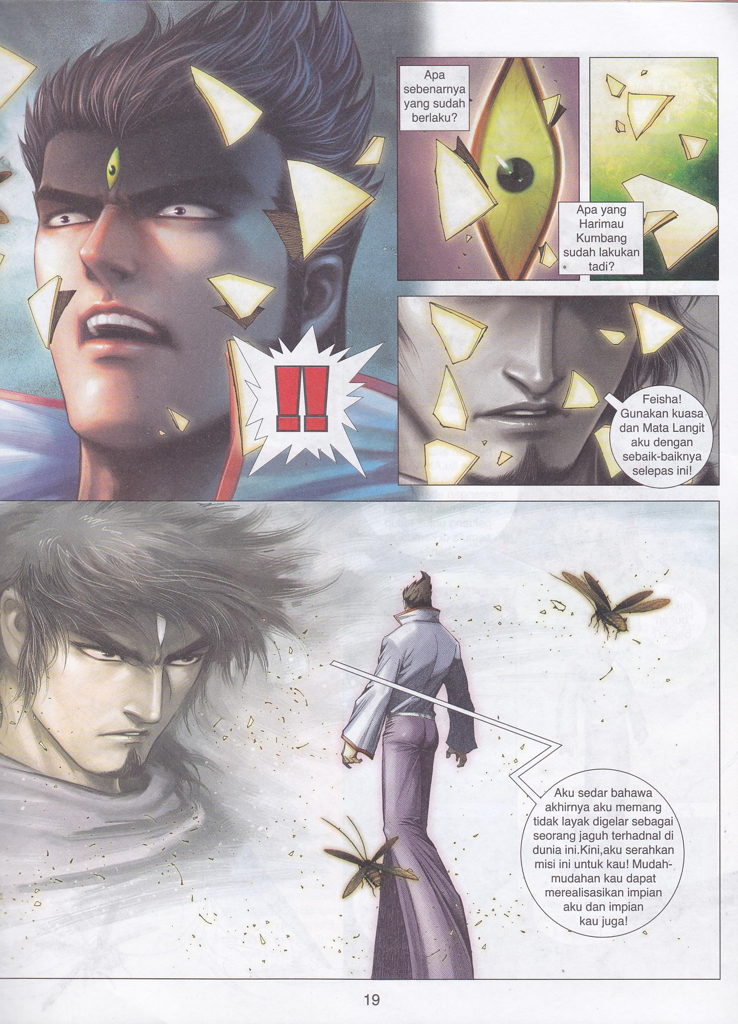 Apa
sebenarnya
yang sudah
berlaku?
Apa yang
Harimau
Kumbang
sudah lakukan
tadi?
!!
Feisha!
Gunakan kuasa
dan Mata Langit
aku dengan
sebaik-baiknya
selepas ini!
Aku sedar bahawa
akhirnya aku memang
tidak layak digelar sebagai
seorang jaguh terhadnal di
dunia ini.Kini,aku serahkan
misi ini untuk kau! Mudah-
mudahan kau dapat
merealisasikan impian
aku dan impian
kau juga!
19